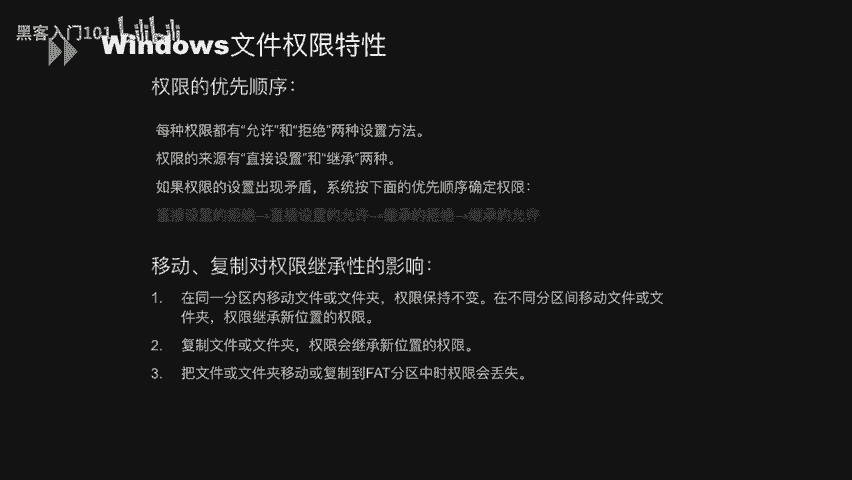 黑客入门101 bilibili
Windows文件权限特性
权限的优先顺序：
每种权限都有“允许”和“拒绝”两种设置方法。
权限的来源有“直接设置”和“继承”两种。
如果权限的设置出现矛盾，系统按下面的优先顺序确定权限：
直接设置的拒绝→直接设置的允许→继承的拒绝→继承的允许
移动、复制对权限继承性的影响：
1. 在同一分区内移动文件或文件夹，权限保持不变。在不同分区间移动文件或文
件夹，权限继承新位置的权限。
2. 复制文件或文件夹，权限会继承新位置的权限。
3. 把文件或文件夹移动或复制到FAT分区中时权限会丢失。